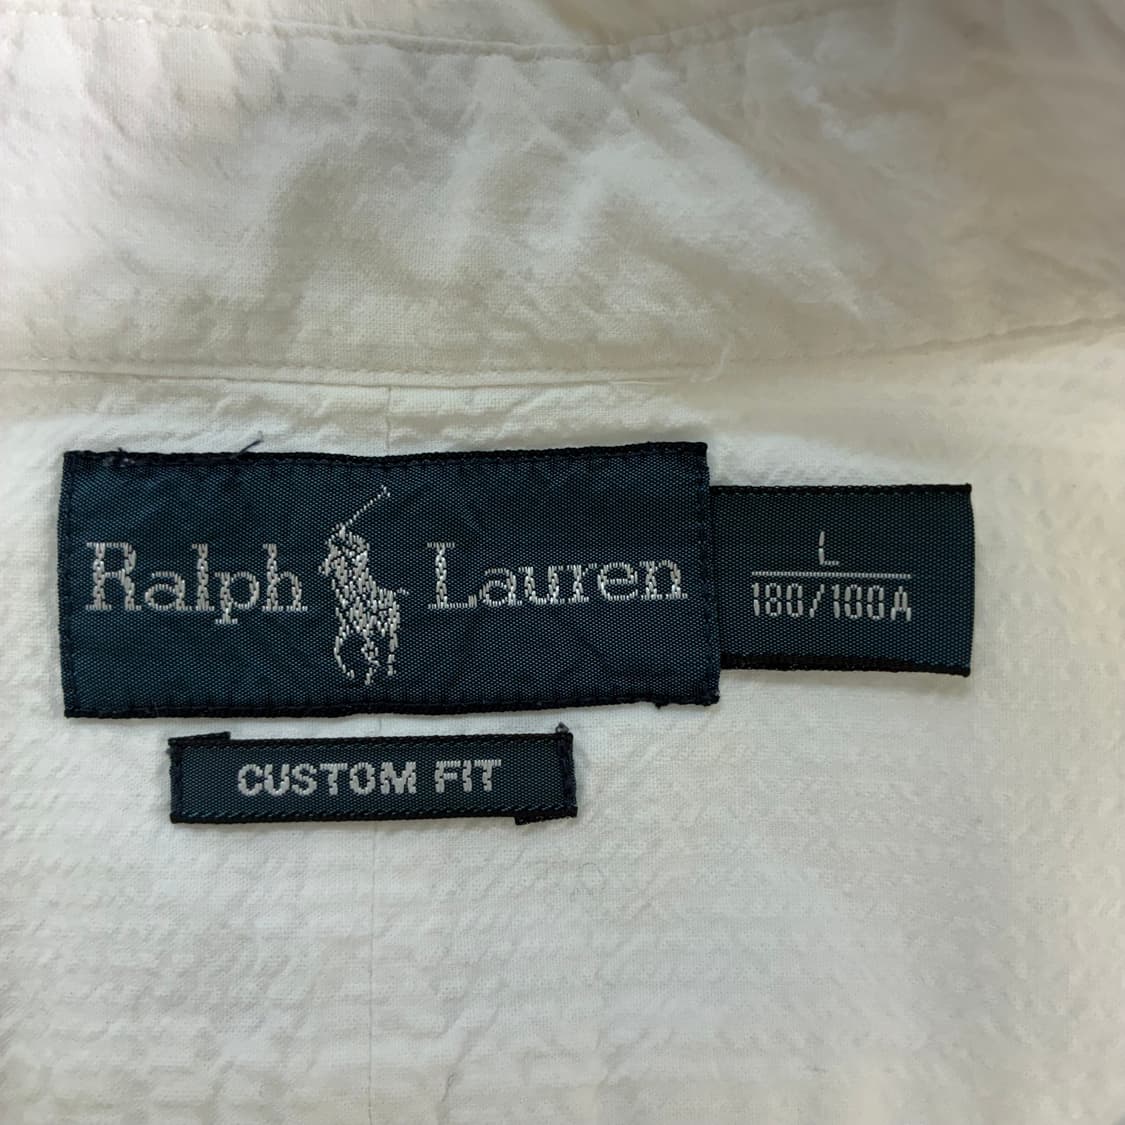 Ralph Lauren
L
180/100A
CUSTOM FIT